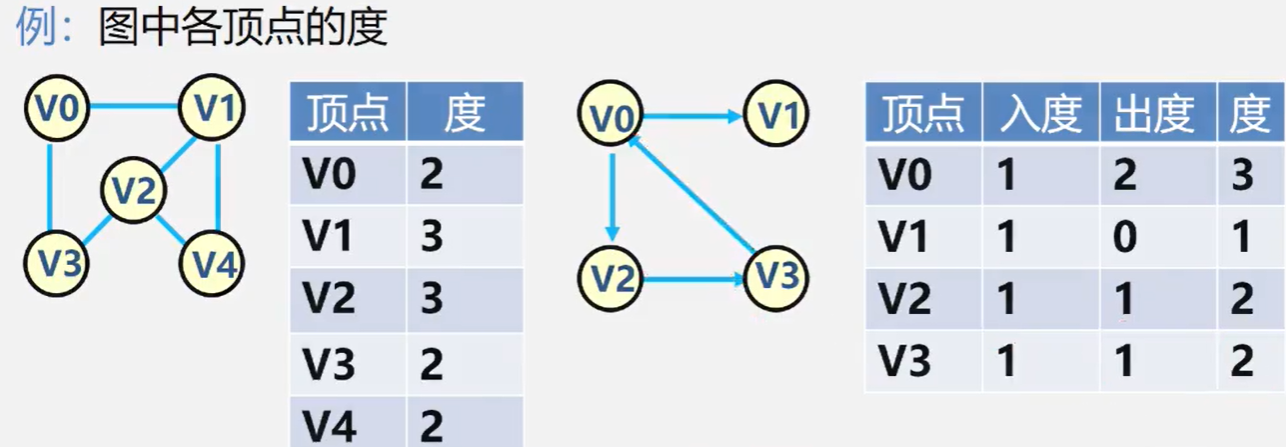 例：图中各顶点的度
V0 V1
V2
V3 V4
顶点 度
V0 2
V1 3
V2 3
V3 2
V4 2
V0 V1
V2 V3
顶点 入度 出度 度
V0 1 2 3
V1 1 0 1
V2 1 1 2
V3 1 1 2